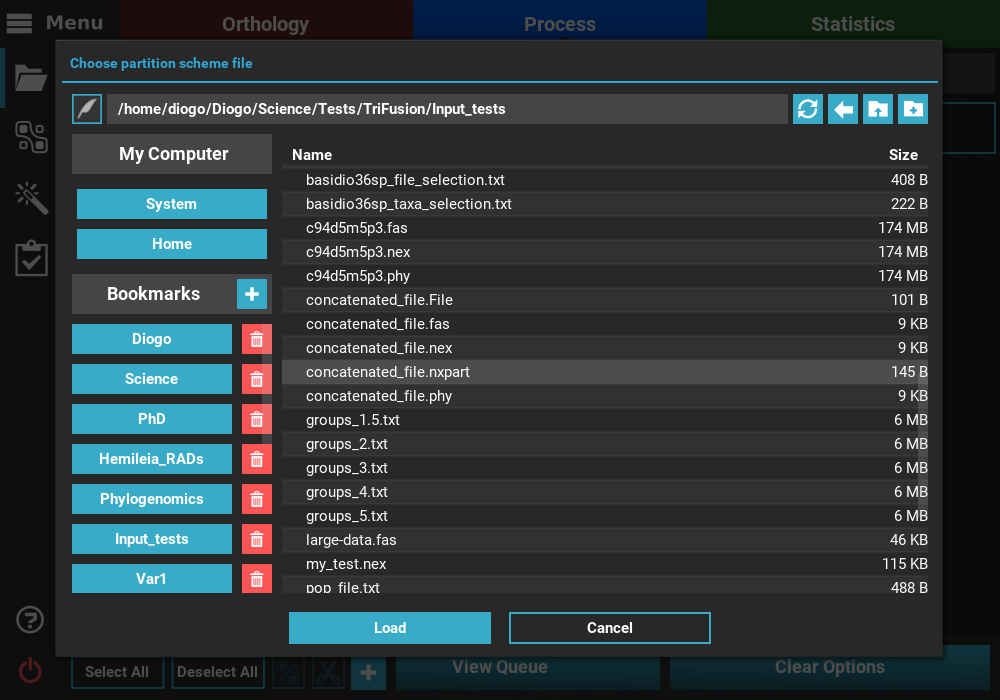 Menu
Orthology
Process
Statistics
Choose partition scheme file
/home/diogo/Diogo/Science/Tests/TriFusion/Input_tests
My Computer
System
Home
Bookmarks
Diogo
Science
PhD
Hemileia_RADs
Phylogenomics
Input_tests
Var1
Name Size
basidio36sp_file_selection.txt 408 B
basidio36sp_taxa_selection.txt 222 B
c94d5m5p3.fas 174 MB
c94d5m5p3.nex 174 MB
c94d5m5p3.phy 174 MB
concatenated_file.File 101 B
concatenated_file.fas 9 KB
concatenated_file.nex 9 KB
concatenated_file.nxpart 145 B
concatenated_file.phy 9 KB
groups_1.5.txt 6 MB
groups_2.txt 6 MB
groups_3.txt 6 MB
groups_4.txt 6 MB
groups_5.txt 6 MB
large-data.fas 46 KB
my_test.nex 115 KB
pop_file.txt 488 B
Load
Cancel
Select All
Deselect All
View Queue
Clear Options